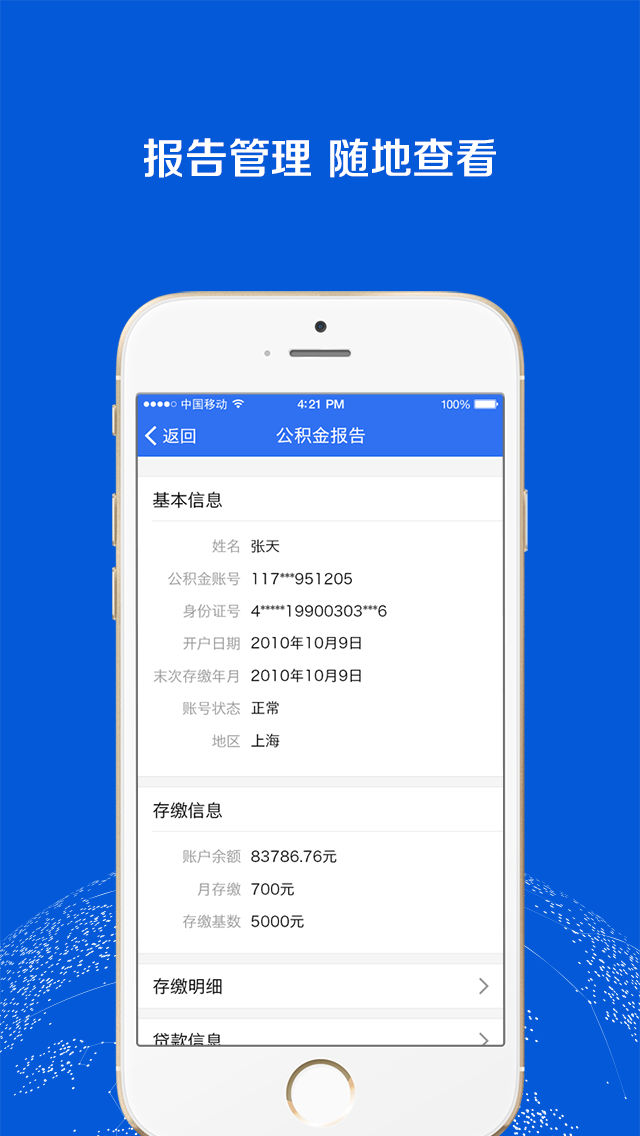 报告管理 随地查看
中国移动 4:21 PM 100%
返回 公积金报告
基本信息
姓名 张天
公积金账号 117***951205
身份证号 4*****19900303***6
开户日期 2010年10月9日
末次存缴年月 2010年10月9日
账号状态 正常
地区 上海
存缴信息
账户余额 83786.76元
月存缴 700元
存缴基数 5000元
存缴明细
贷款信息